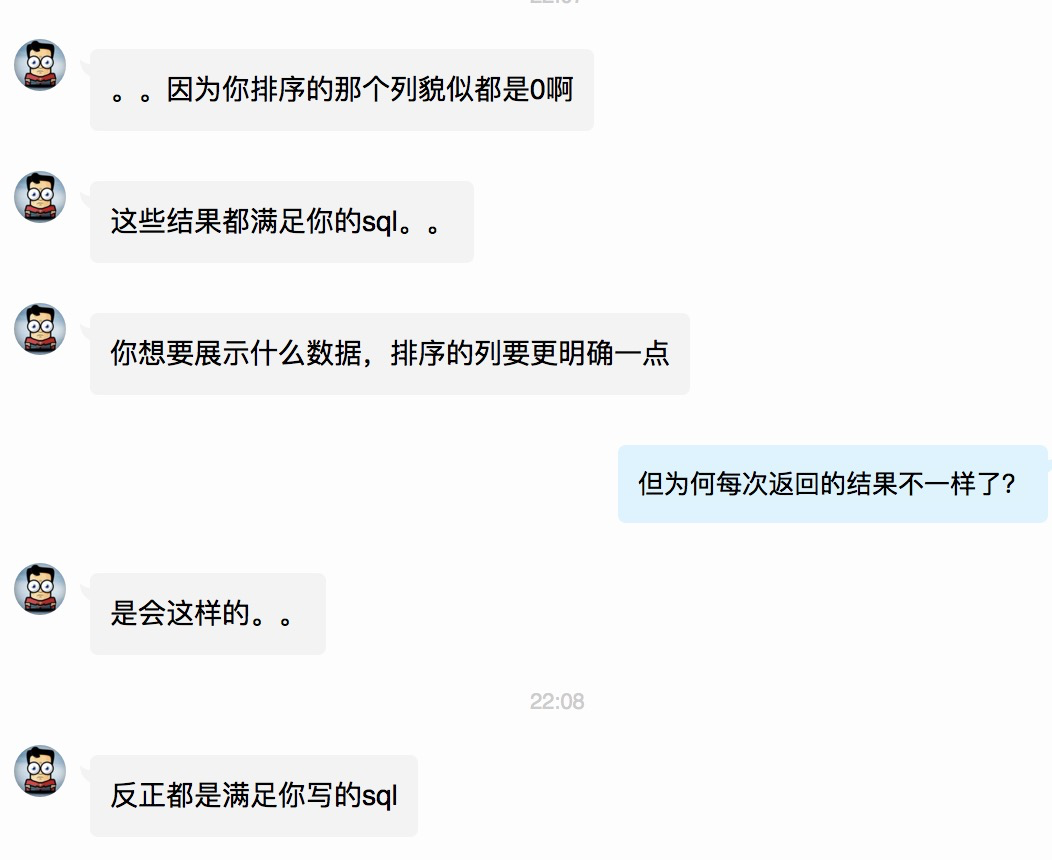 。。因为你排序的那个列貌似都是0啊
这些结果都满足你的sql。。
你想要展示什么数据，排序的列要更明确一点
但为何每次返回的结果不一样了？
是会这样的。。
22:08
反正都是满足你写的sql